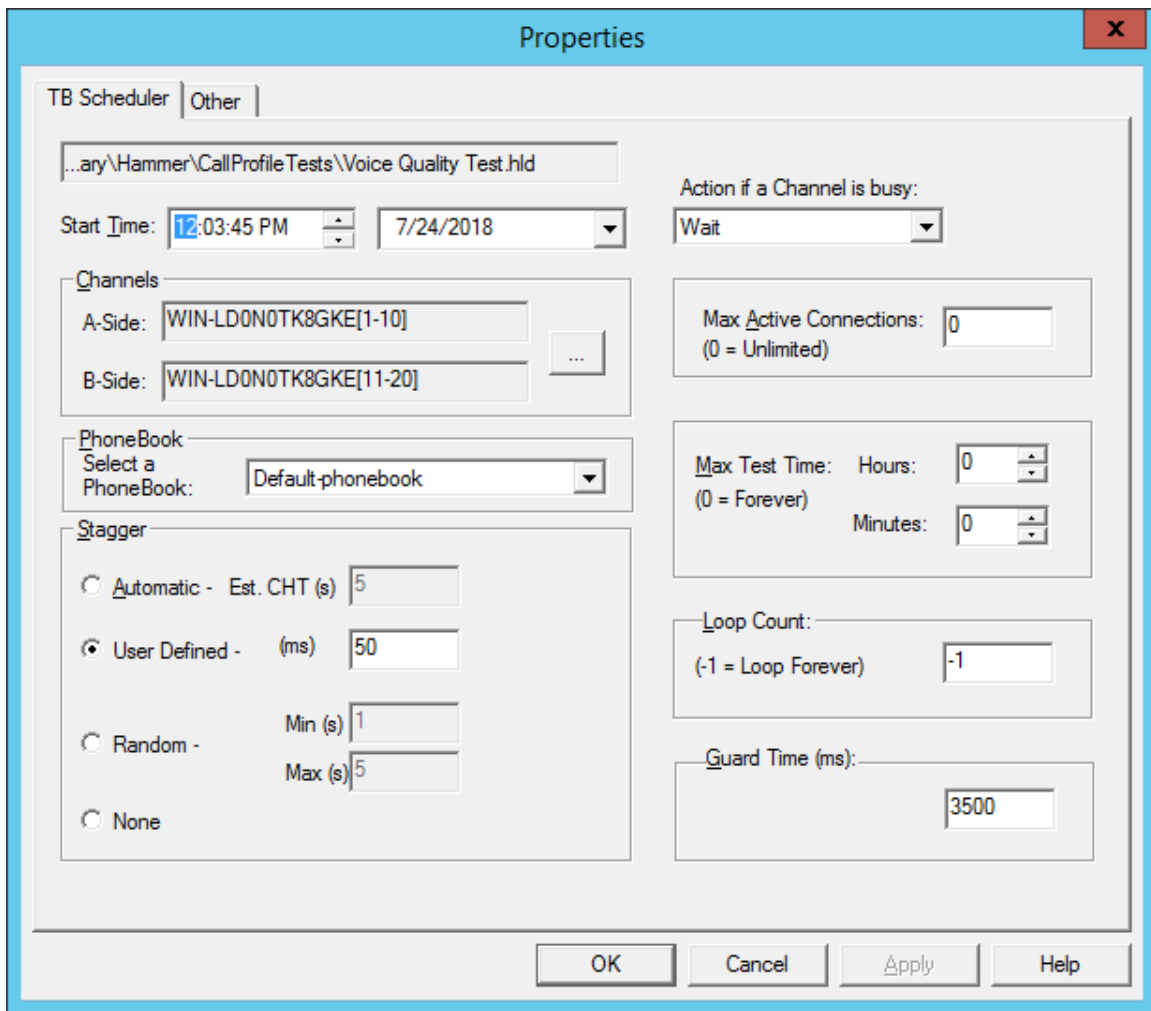 Properties
x
TB Scheduler
Other
...ary\Hammer\CallProfileTests\Voice Quality Test.hld
Start Time:
12:03:45 PM
7/24/2018
Action if a Channel is busy:
Wait
Channels
A-Side:
WIN-LD0N0TK8GKE[1-10]
...
B-Side:
WIN-LD0N0TK8GKE[11-20]
Max Active Connections:
(0 = Unlimited)
0
PhoneBook
Select a
PhoneBook:
Default-phonebook
Max Test Time:
(0 = Forever)
Hours:
0
Minutes:
0
Stagger
Automatic -
Est. CHT (s)
5
User Defined -
(ms)
50
Random -
Min (s)
1
Max (s)
5
None
Loop Count:
(-1 = Loop Forever)
-1
Guard Time (ms):
3500
OK
Cancel
Apply
Help